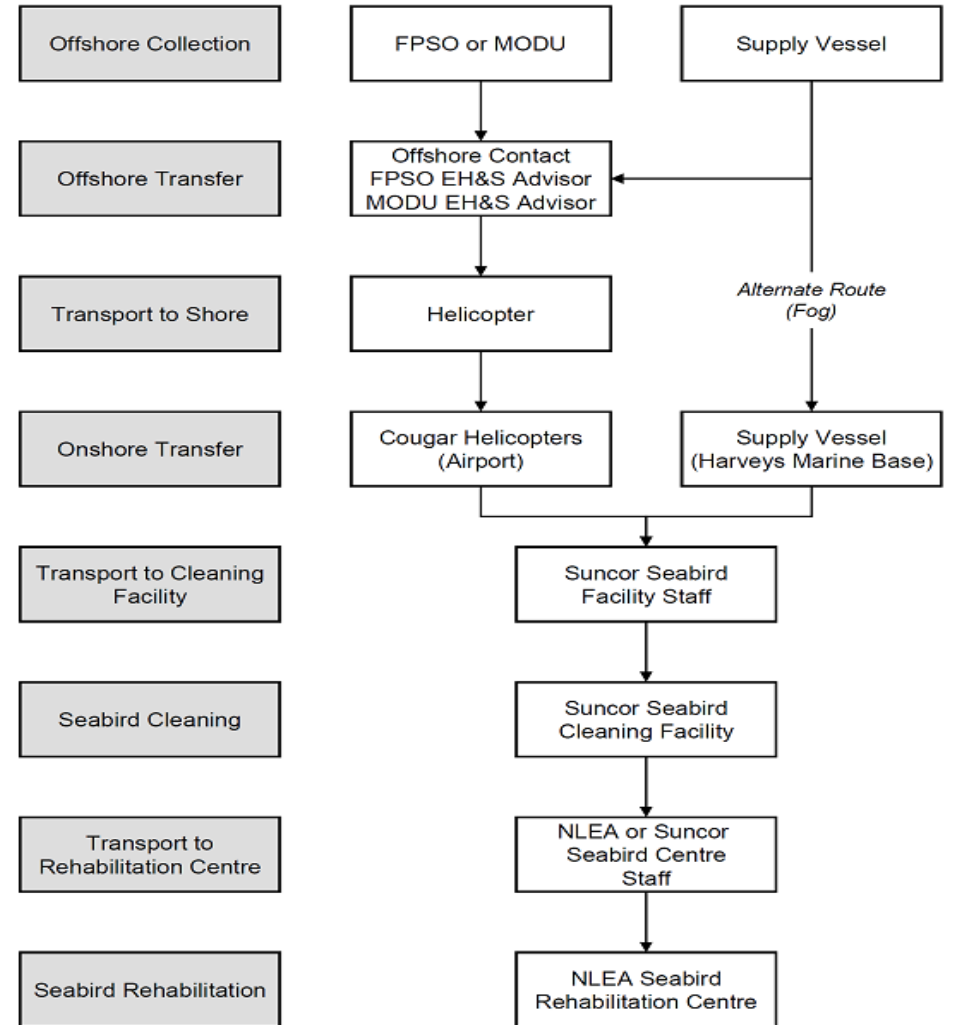 Offshore Collection
FPSO or MODU
Supply Vessel
Offshore Transfer
Offshore Contact
FPSO EH&S Advisor
MODU EH&S Advisor
Transport to Shore
Helicopter
Alternate Route
(Fog)
Onshore Transfer
Cougar Helicopters
(Airport)
Supply Vessel
(Harveys Marine Base)
Transport to Cleaning
Facility
Suncor Seabird
Facility Staff
Seabird Cleaning
Suncor Seabird
Cleaning Facility
Transport to
Rehabilitation Centre
NLEA or Suncor
Seabird Centre
Staff
Seabird Rehabilitation
NLEA Seabird
Rehabilitation Centre